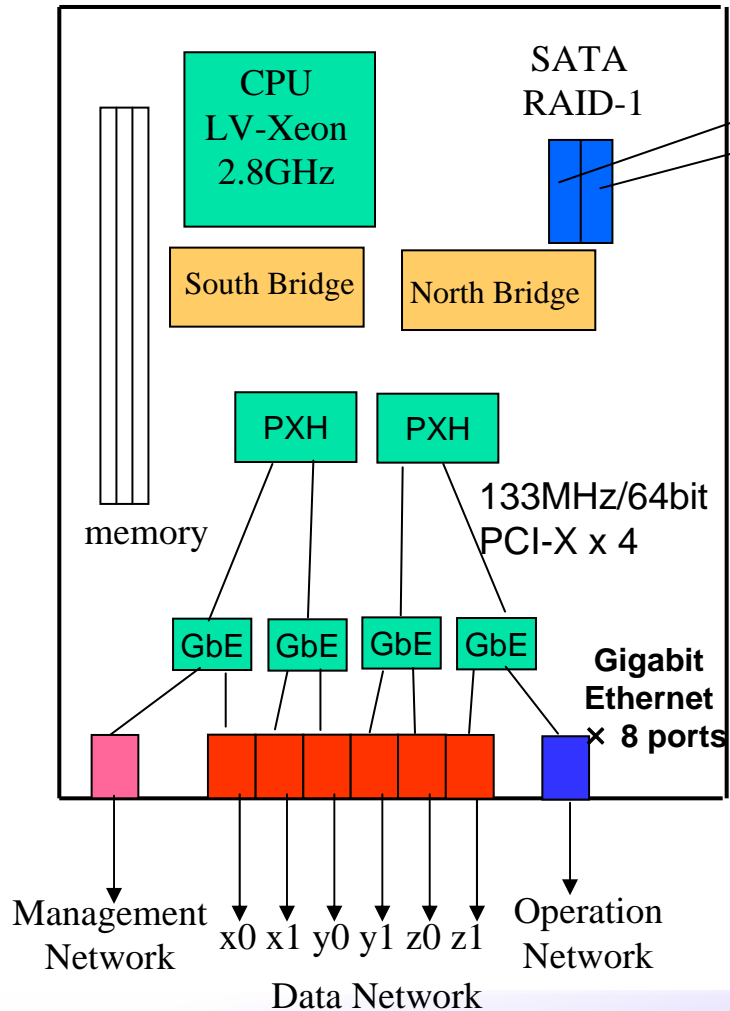 CPU
LV-Xeon
2.8GHz
SATA
RAID-1
South Bridge
North Bridge
PXH
PXH
133MHz/64bit
PCI-X x 4
memory
GbE
GbE
GbE
GbE
Gigabit
Ethernet
× 8 ports
Management
Network
x0 x1 y0 y1 z0 z1
Operation
Network
Data Network